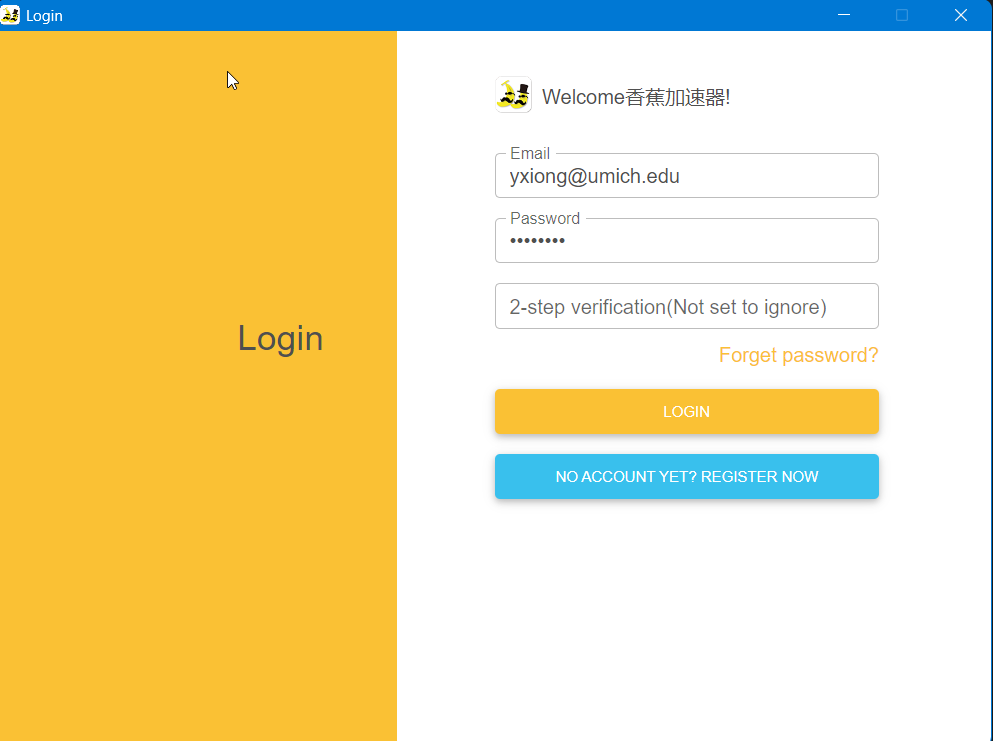 Login
Welcome香蕉加速器!
Email
yxiong@umich.edu
Password
••••••••
2-step verification(Not set to ignore)
Forget password?
Login
LOGIN
NO ACCOUNT YET? REGISTER NOW